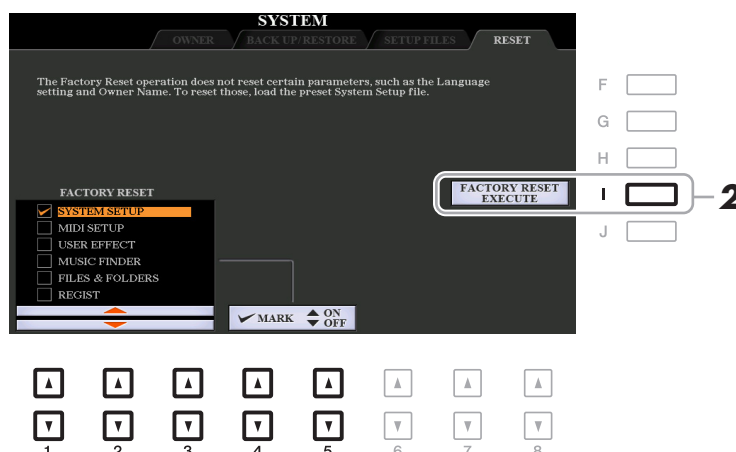 SYSTEM
OWNER BACK UP/RESTORE SETUP FILES RESET
The Factory Reset operation does not reset certain parameters, such as the Language
setting and Owner Name. To reset those, load the preset System Setup file.
F
G
H
FACTORY RESET
EXECUTE
I
2
J
FACTORY RESET
SYSTEM SETUP
MIDI SETUP
USER EFFECT
MUSIC FINDER
FILES & FOLDERS
REGIST
MARK ON
OFF
1 2 3 4 5 6 7 8